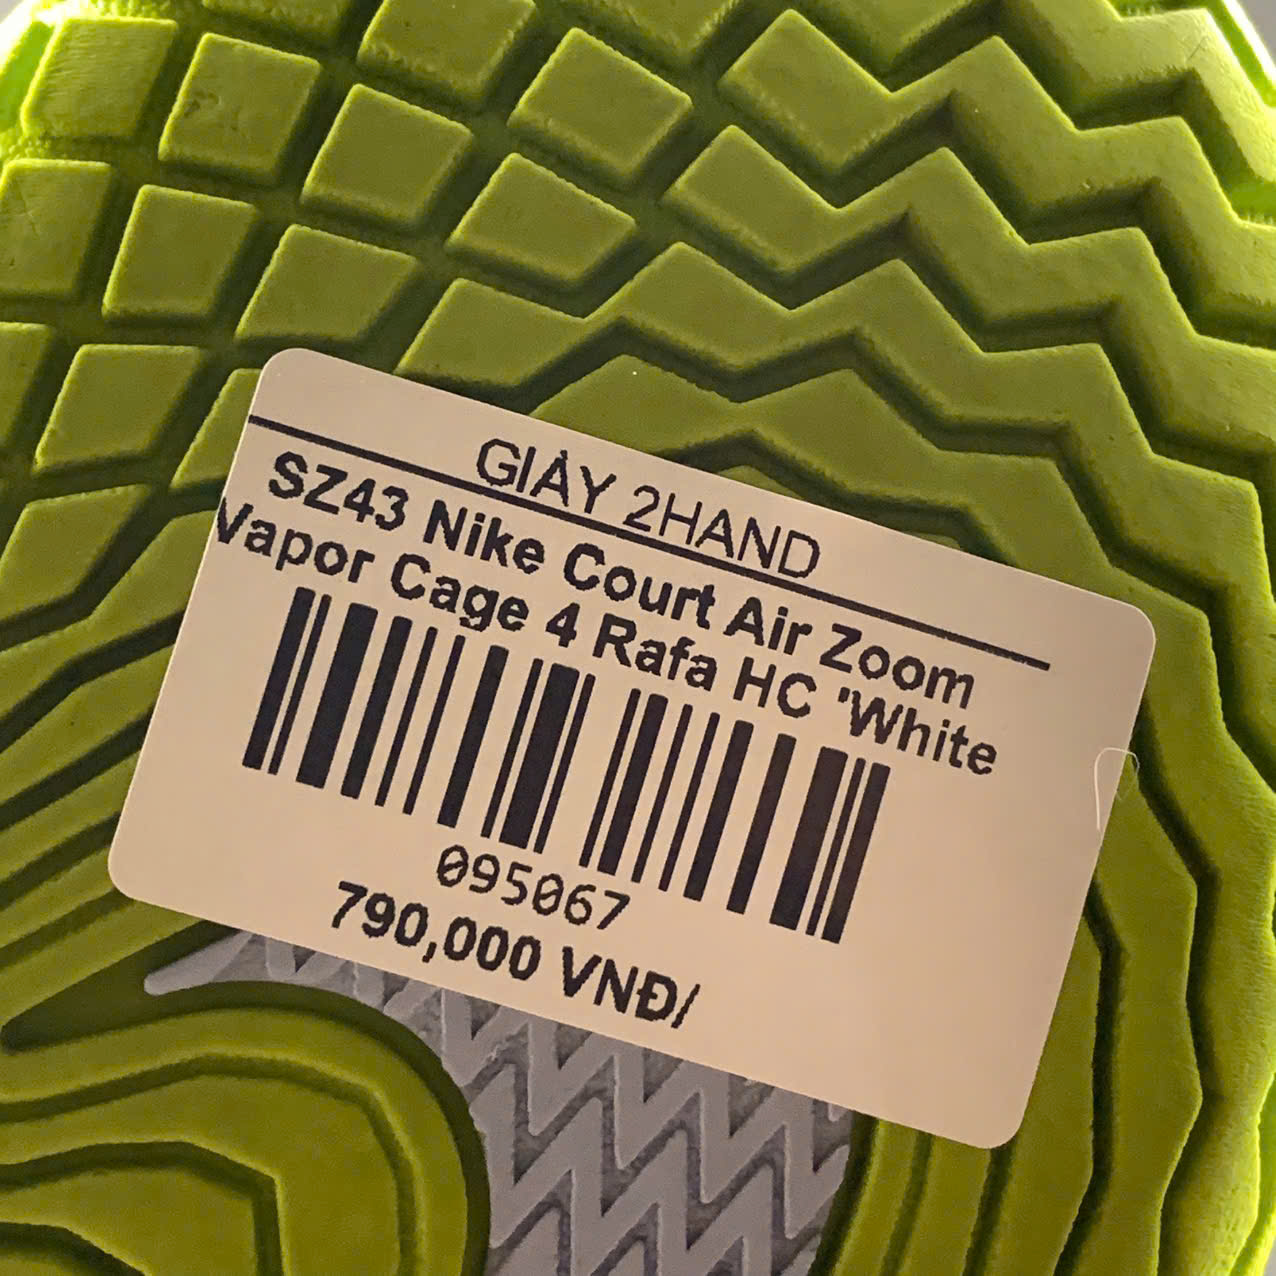 GIÀY 2HAND
SZ43 Nike Court Air Zoom
Vapor Cage 4 Rafa HC 'White
095067
790,000 VNĐ/